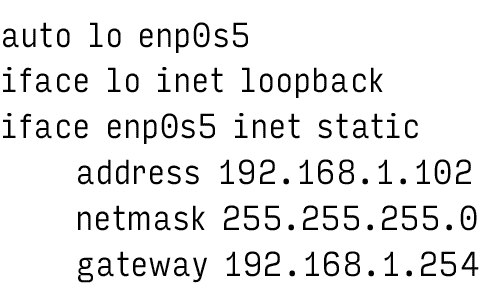 auto lo enp0s5
iface lo inet loopback
iface enp0s5 inet static
address 192.168.1.102
netmask 255.255.255.0
gateway 192.168.1.254